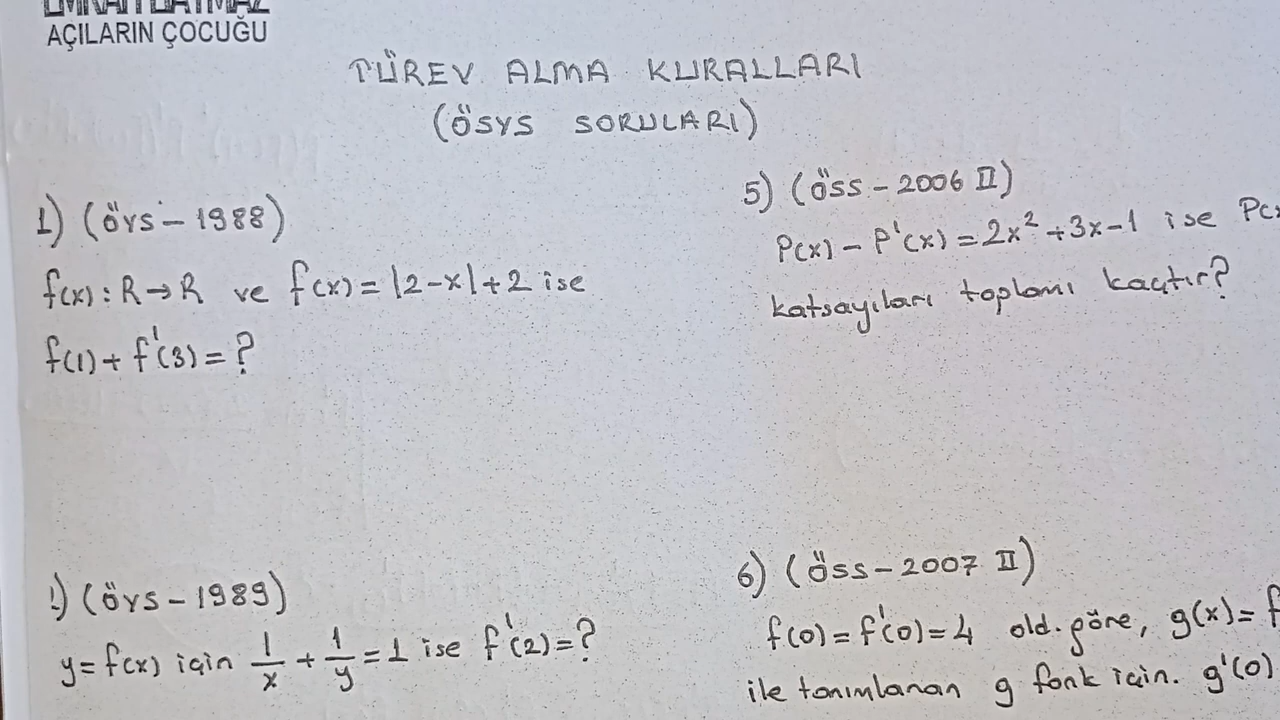 AÇILARIN ÇOCUĞU
TÜREV ALMA KURALLARI
(ÖSYS SORULARI)
1) (öys - 1988)
f(x) : R→R ve f(x) = |2-x|+2 ise
f(1) + f'(3) = ?
) (öys - 1989)
y = f(x) için 1/x + 1/y = 1 ise f'(2) = ?
5) (öss - 2006 II)
P(x) - P'(x) = 2x² + 3x - 1 ise P(x
katsayıları toplamı kaçtır?
6) (öss - 2007 II)
f(0) = f'(0) = 4 old. göre, g(x) = f
ile tanımlanan g fonk için. g'(0)